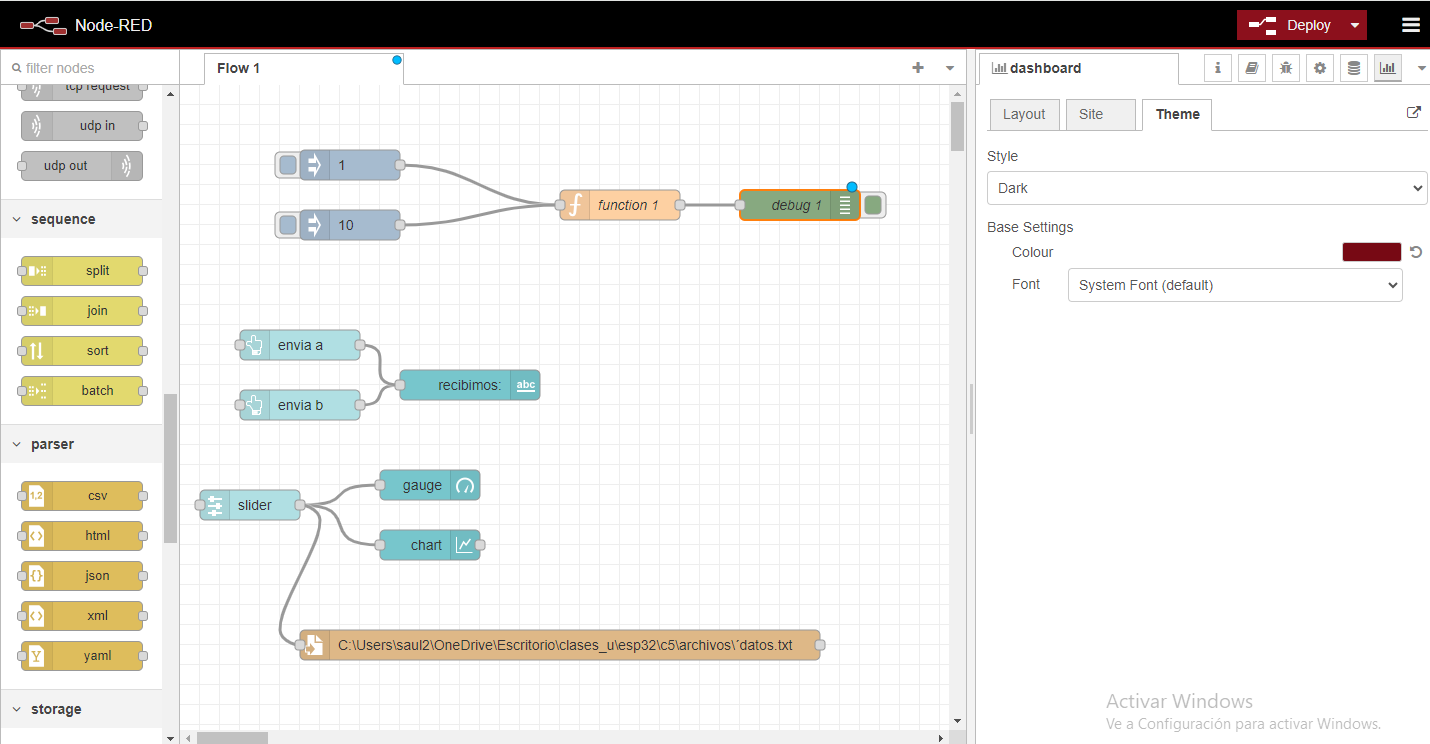 Node-RED
Deploy
filter nodes
Flow 1
dashboard
Layout
Site
Theme
tcp request
udp in
udp out
sequence
split
join
sort
batch
parser
csv
html
json
xml
yaml
storage
1
10
function 1
debug 1
envia a
envia b
recibimos:
abc
slider
gauge
chart
C:\Users\saul2\OneDrive\Escritorio\clases_u\esp32\c5\archivos\´datos.txt
Style
Dark
Base Settings
Colour
Font
System Font (default)
Activar Windows
Ve a Configuración para activar Windows.